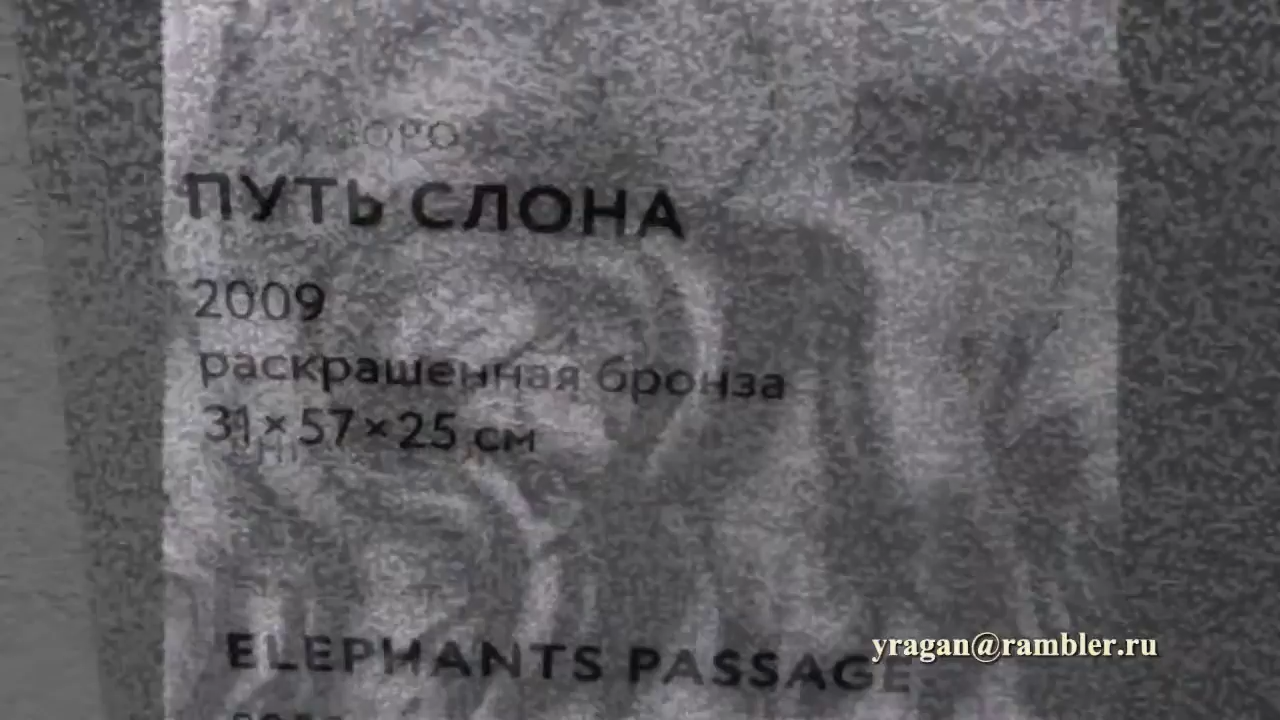 ПУТЬ СЛОНА
2009
раскрашенная бронза
31×57×25 см
ELEPHANTS PASSAGE
yragan@rambler.ru